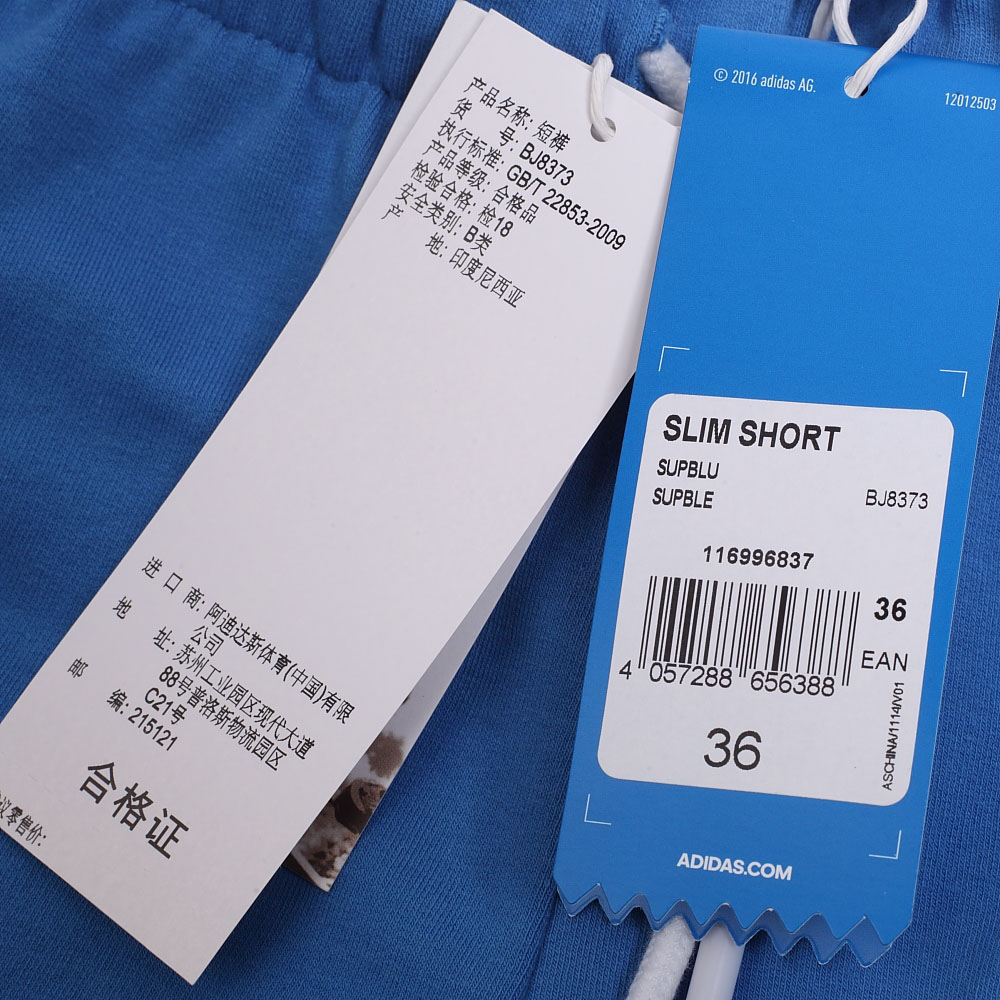 产品名称: 短裤
货 号: BJ8373
执行标准: GB/T 22853-2009
产品等级: 合格品
检验合格: 检18
安全类别: B类
产 地: 印度尼西亚
进 口 商: 阿迪达斯体育(中国)有限
公司
地 址: 苏州工业园区现代大道
88号普洛斯物流园区
C21号
邮 编: 215121
合格证
议零售价:
© 2016 adidas AG.
12012503
SLIM SHORT
SUPBLU
SUPBLE BJ8373
116996837
36
EAN
4 057288 656388
ASCHINA/1114/V01
36
ADIDAS.COM